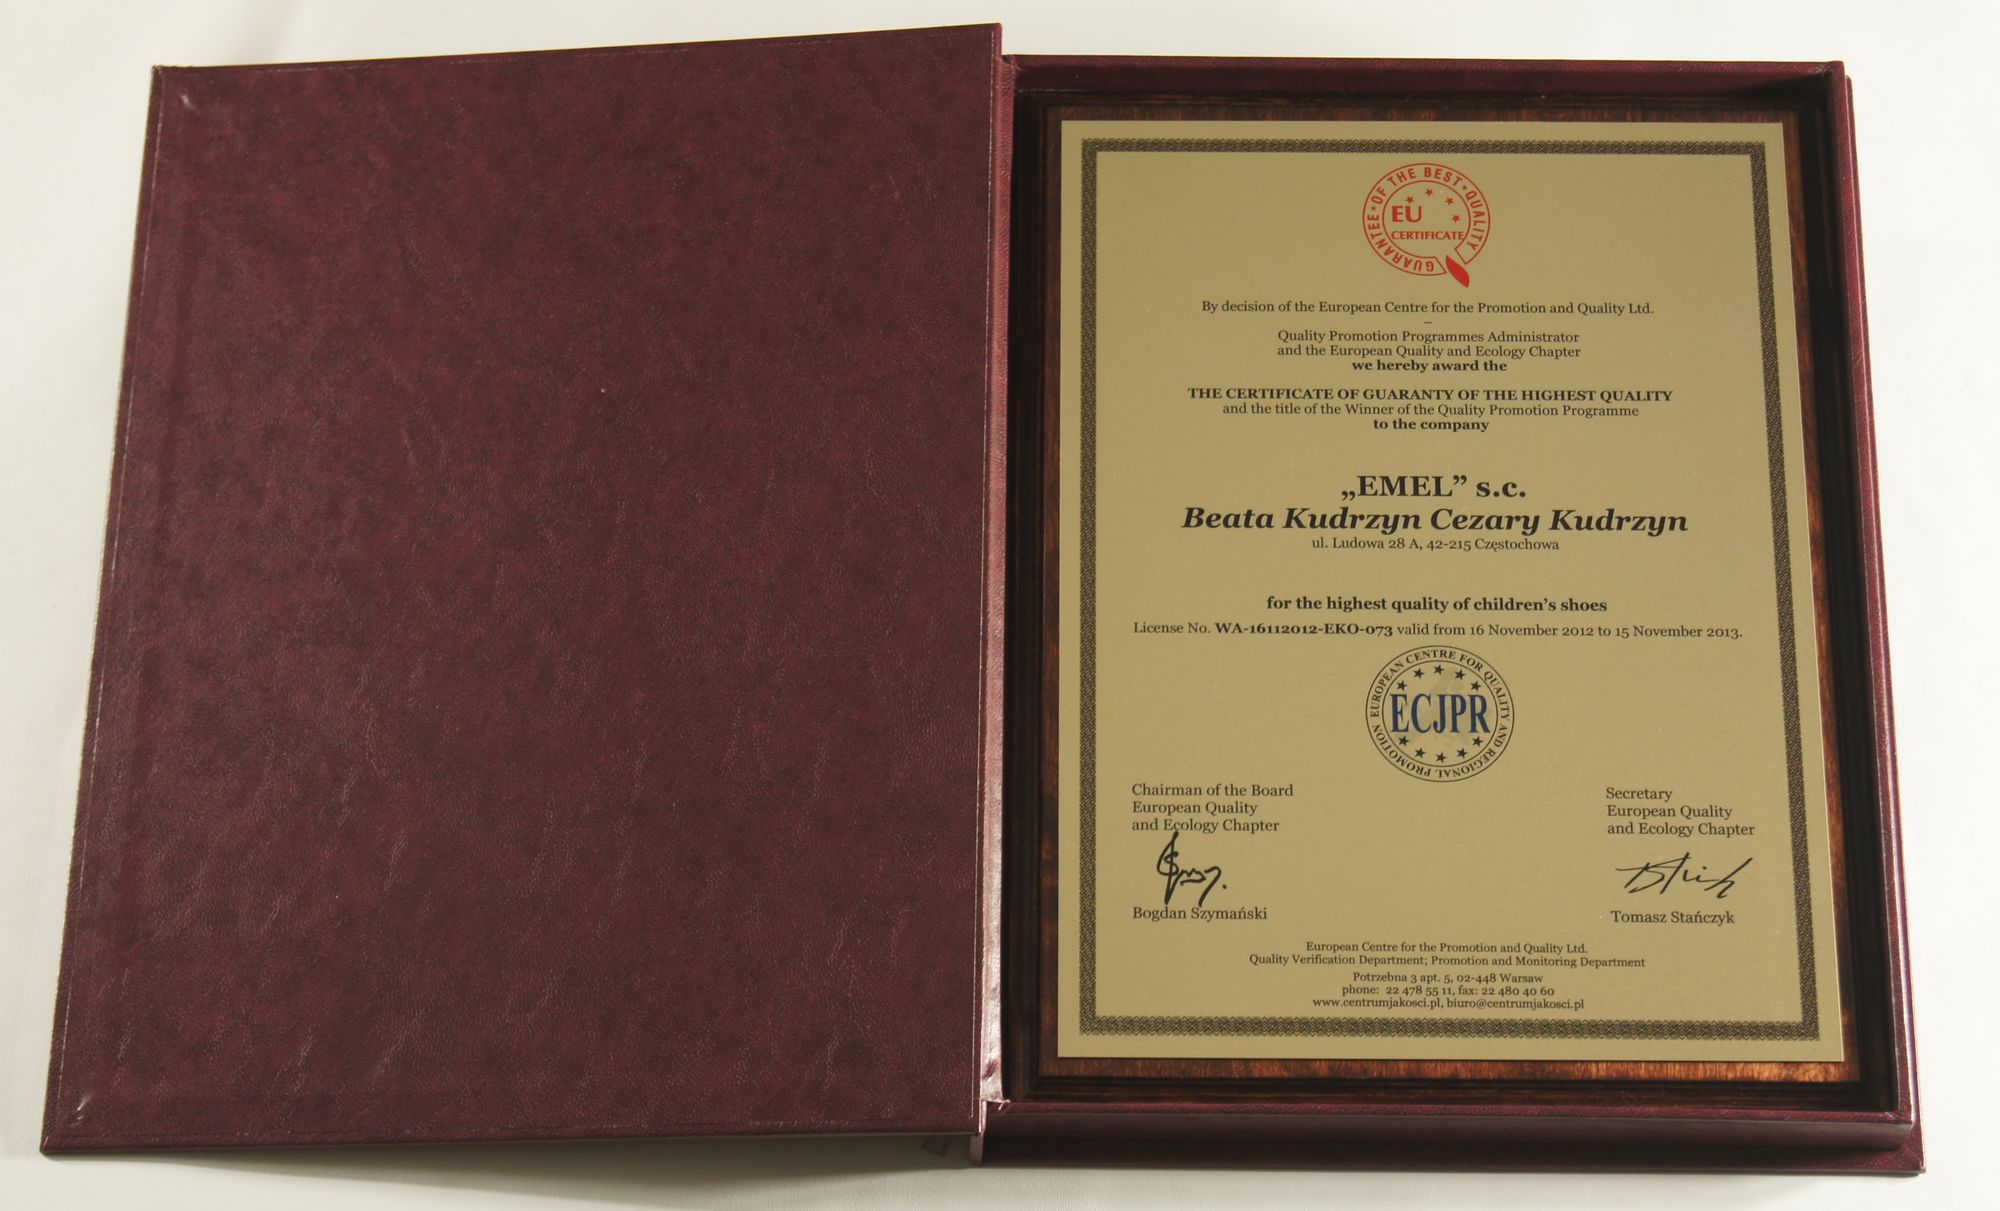 GUARANTEE ★ OF THE BEST ★ QUALITY
EU
CERTIFICATE
By decision of the European Centre for the Promotion and Quality Ltd.
–
Quality Promotion Programmes Administrator
and the European Quality and Ecology Chapter
we hereby award the
THE CERTIFICATE OF GUARANTY OF THE HIGHEST QUALITY
and the title of the Winner of the Quality Promotion Programme
to the company
„EMEL” s.c.
Beata Kudrzyn Cezary Kudrzyn
ul. Ludowa 28 A, 42-215 Częstochowa
for the highest quality of children's shoes
License No. WA-16112012-EKO-073 valid from 16 November 2012 to 15 November 2013.
EUROPEAN CENTRE FOR QUALITY AND REGIONAL PROMOTION
ECJPR
Chairman of the Board
European Quality
and Ecology Chapter
Bogdan Szymański
Secretary
European Quality
and Ecology Chapter
Tomasz Stańczyk
European Centre for the Promotion and Quality Ltd.
Quality Verification Department; Promotion and Monitoring Department
Potrzebna 3 apt. 5, 02-448 Warsaw
phone: 22 478 55 11, fax: 22 480 40 60
www.centrumjakosci.pl, biuro@centrumjakosci.pl